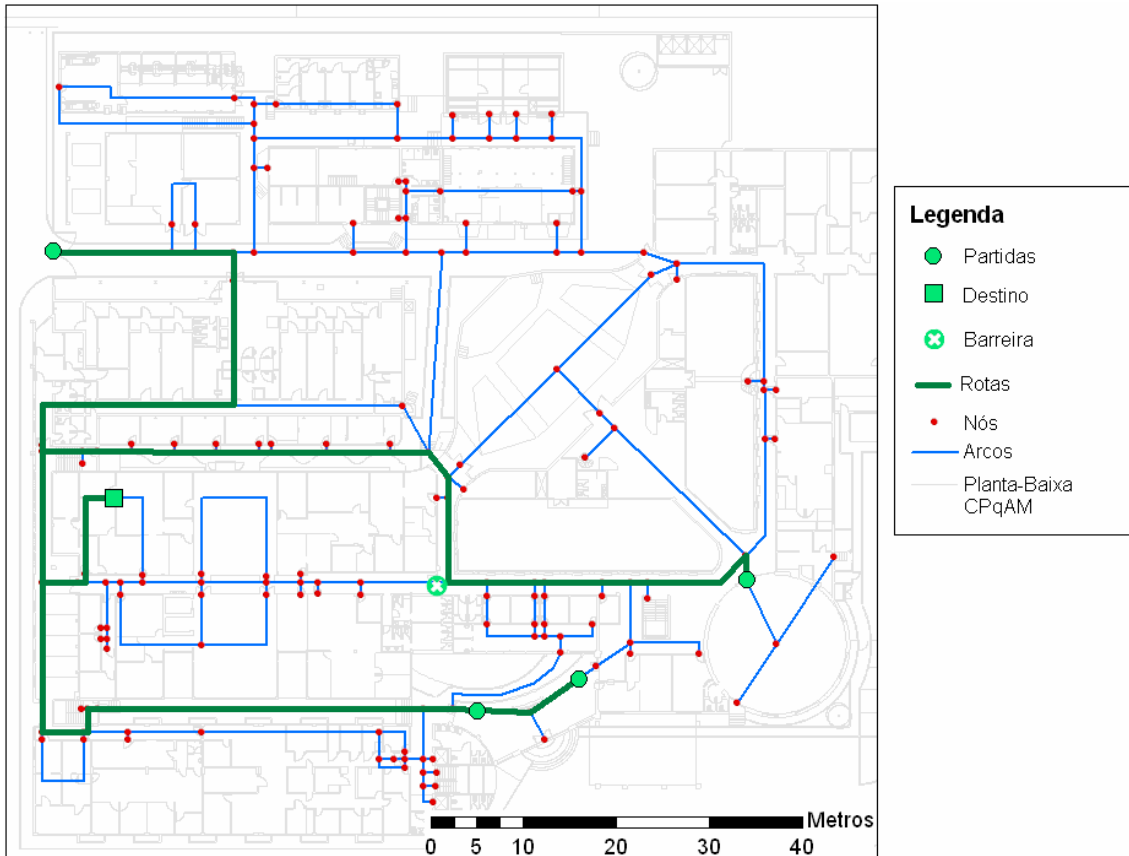 Legenda
Partidas
Destino
Barreira
Rotas
Nós
Arcos
Planta-Baixa
CPqAM
Metros
0 5 10 20 30 40